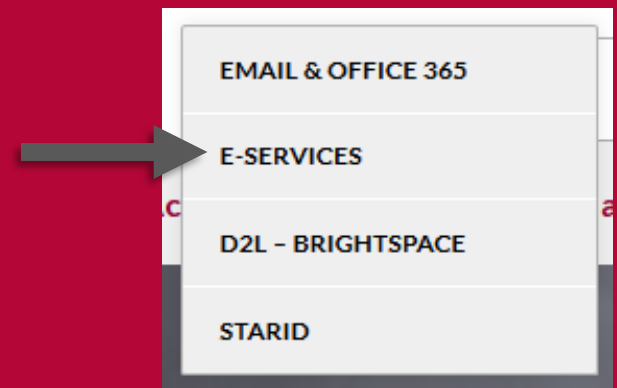 EMAIL & OFFICE 365
E-SERVICES
D2L – BRIGHTSPACE
STARID